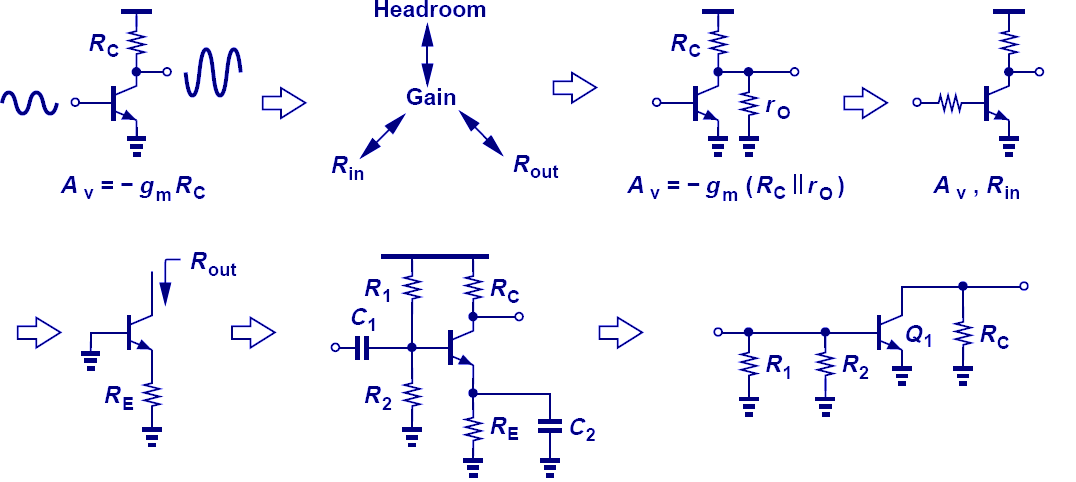 Headroom
R_C
Gain
R_in
R_out
A_v = − g_m R_C
R_C
r_O
A_v = − g_m ( R_C || r_O )
A_v , R_in
R_out
R_E
R_1
R_C
C_1
R_2
R_E
C_2
R_1
R_2
Q_1
R_C